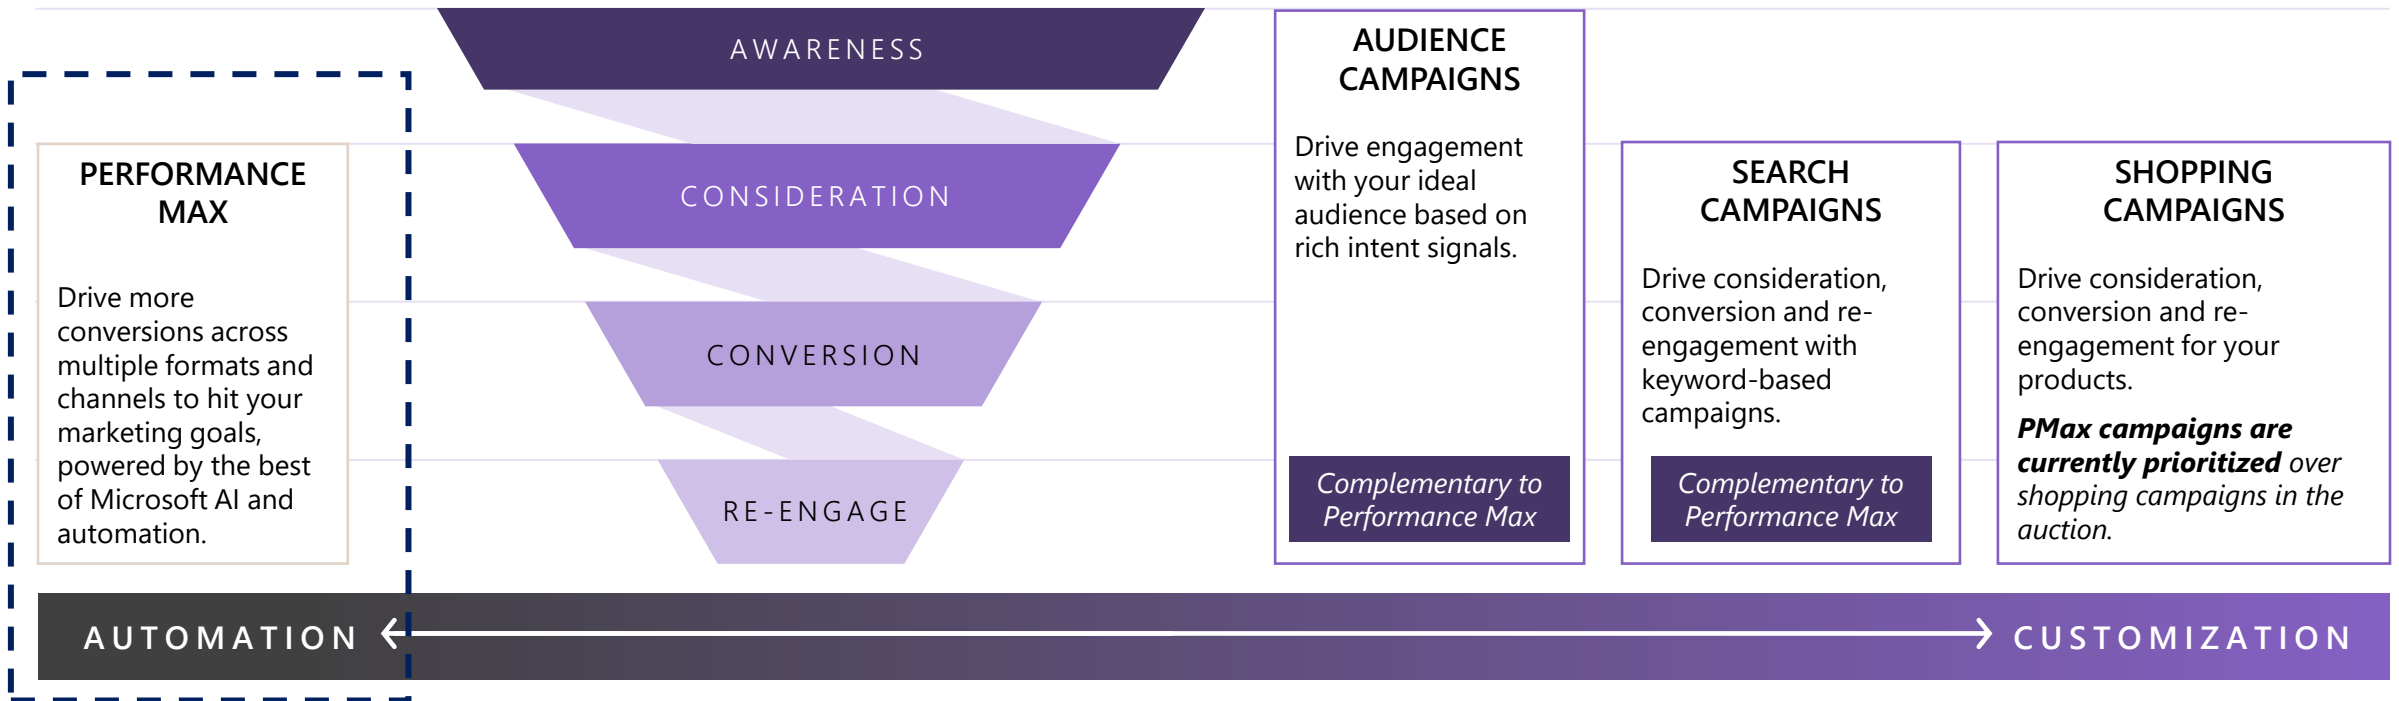 PERFORMANCE
MAX
Drive more
conversions across
multiple formats and
channels to hit your
marketing goals,
powered by the best
of Microsoft AI and
automation.
AWARENESS
CONSIDERATION
CONVERSION
RE-ENGAGE
AUDIENCE
CAMPAIGNS
Drive engagement
with your ideal
audience based on
rich intent signals.
Complementary to
Performance Max
SEARCH
CAMPAIGNS
Drive consideration,
conversion and re-
engagement with
keyword-based
campaigns.
Complementary to
Performance Max
SHOPPING
CAMPAIGNS
Drive consideration,
conversion and re-
engagement for your
products.
PMax campaigns are
currently prioritized over
shopping campaigns in the
auction.
AUTOMATION
CUSTOMIZATION